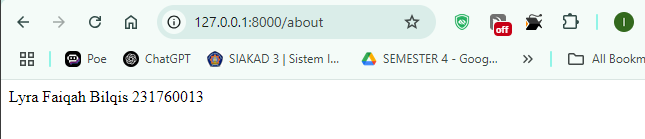 127.0.0.1:8000/about
off
I
Poe
ChatGPT
SIAKAD 3 | Sistem I...
SEMESTER 4 - Goog...
All Bookm
Lyra Faiqah Bilqis 231760013